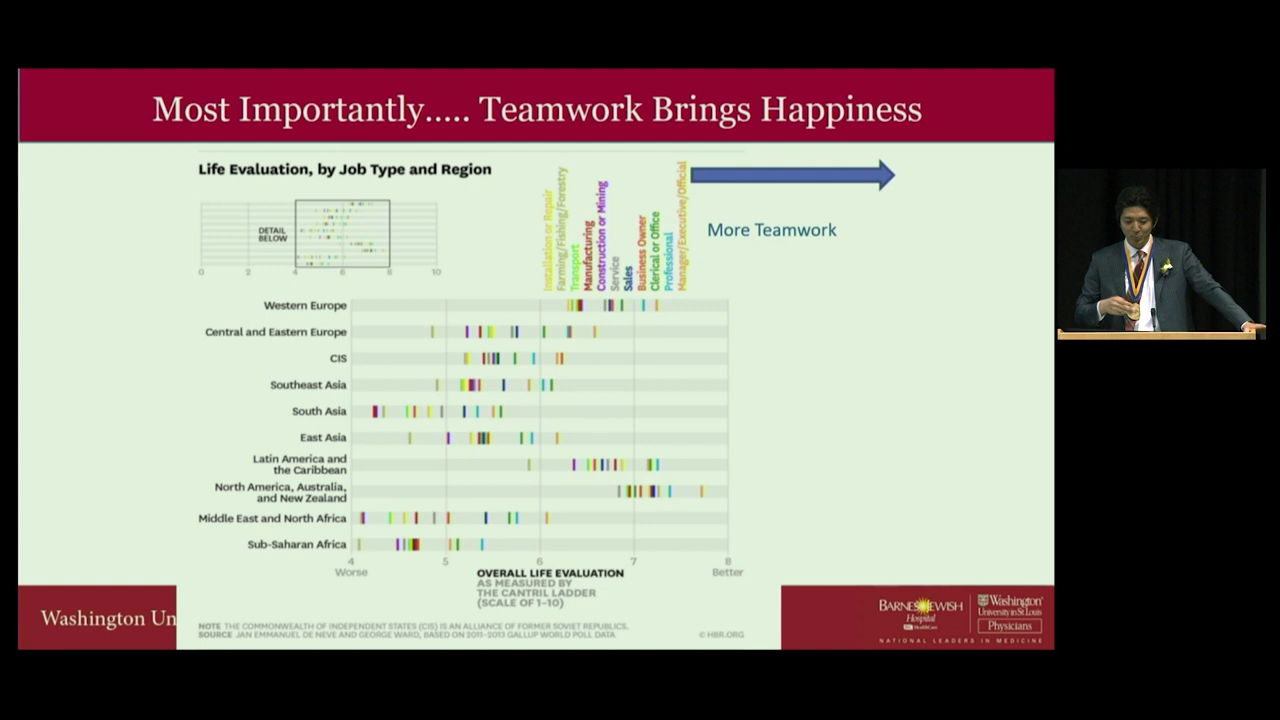 Most Importantly..... Teamwork Brings Happiness
Life Evaluation, by Job Type and Region
DETAIL
BELOW
0 2 4 6 8 10
Installation or Repair
Farming/Fishing/Forestry
Transport
Manufacturing
Construction or Mining
Service
Sales
Business Owner
Clerical or Office
Professional
Manager/Executive/Official
More Teamwork
Western Europe
Central and Eastern Europe
CIS
Southeast Asia
South Asia
East Asia
Latin America and
the Caribbean
North America, Australia,
and New Zealand
Middle East and North Africa
Sub-Saharan Africa
4 5 6 7 8
Worse
Better
OVERALL LIFE EVALUATION
AS MEASURED BY
THE CANTRIL LADDER
(SCALE OF 1–10)
NOTE THE COMMONWEALTH OF INDEPENDENT STATES (CIS) IS AN ALLIANCE OF FORMER SOVIET REPUBLICS.
SOURCE JAN EMMANUEL DE NEVE AND GEORGE WARD, BASED ON 2011–2013 GALLUP WORLD POLL DATA
© HBR.ORG
Washington Un
BARNES JEWISH
Hospital
HealthCare
Washington
University in St. Louis
Physicians
NATIONAL LEADERS IN MEDICINE